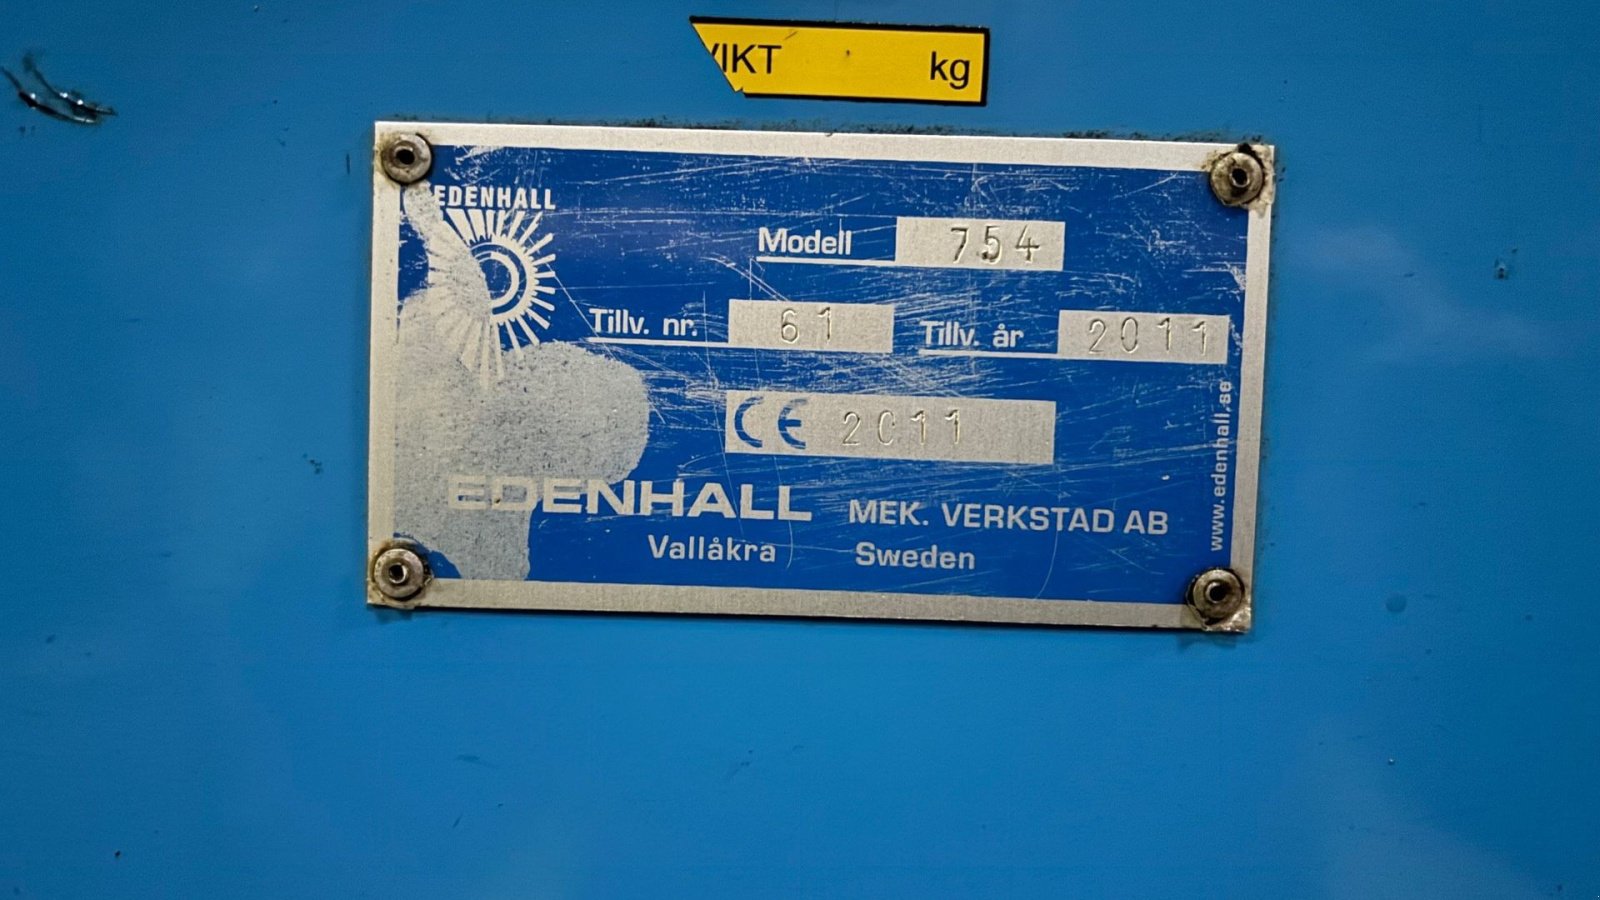 VIKT kg
EDENHALL
Modell 754
Tillv. nr. 61 Tillv. år 2011
CE 2011
EDENHALL MEK. VERKSTAD AB
Vallåkra Sweden
www.edenhall.se